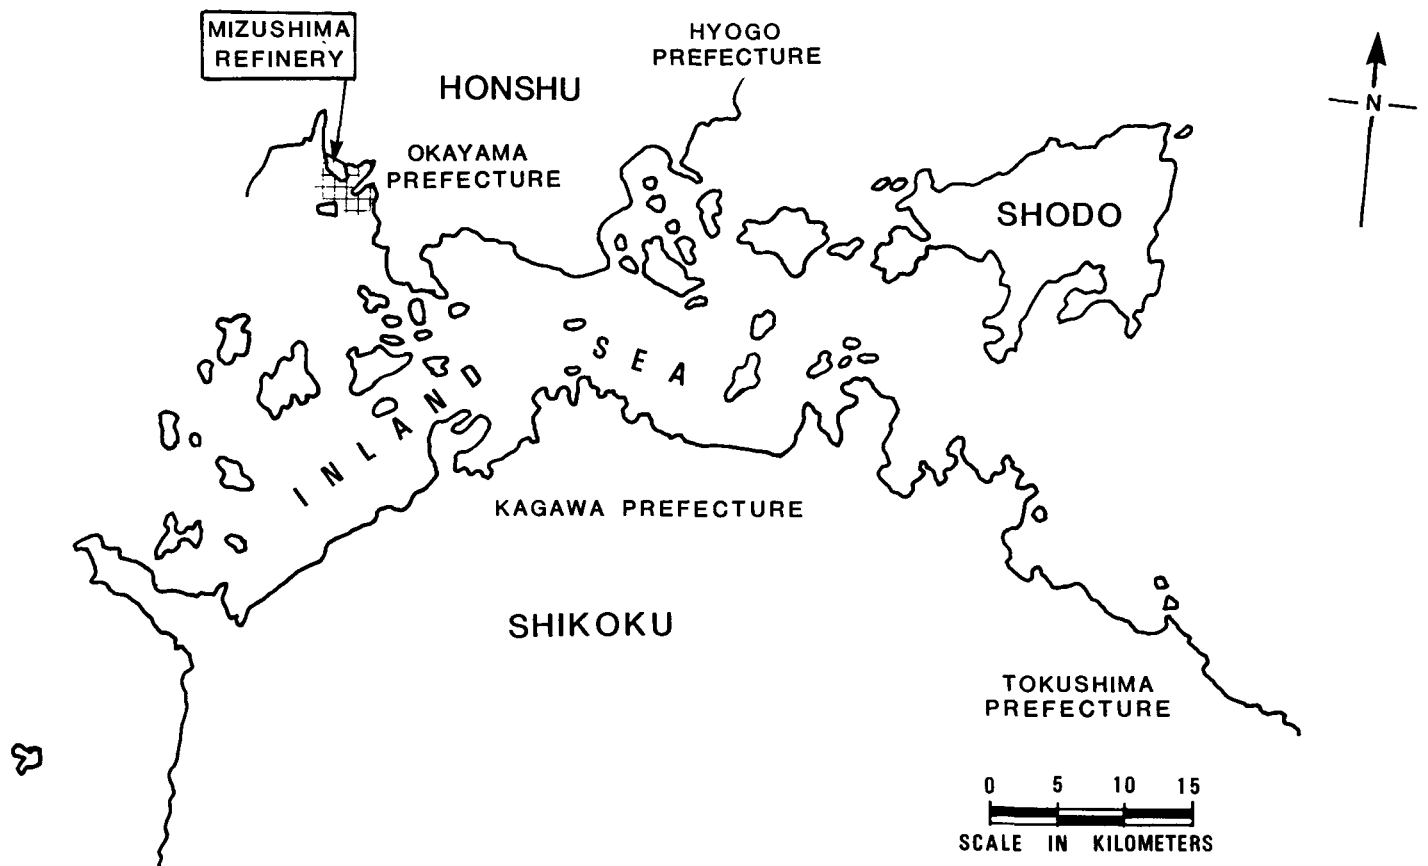 MIZUSHIMA
REFINERY
HYOGO
PREFECTURE
HONSHU
N
OKAYAMA
PREFECTURE
SHODO
SEA
INLAND
KAGAWA PREFECTURE
SHIKOKU
TOKUSHIMA
PREFECTURE
0 5 10 15
SCALE IN KILOMETERS